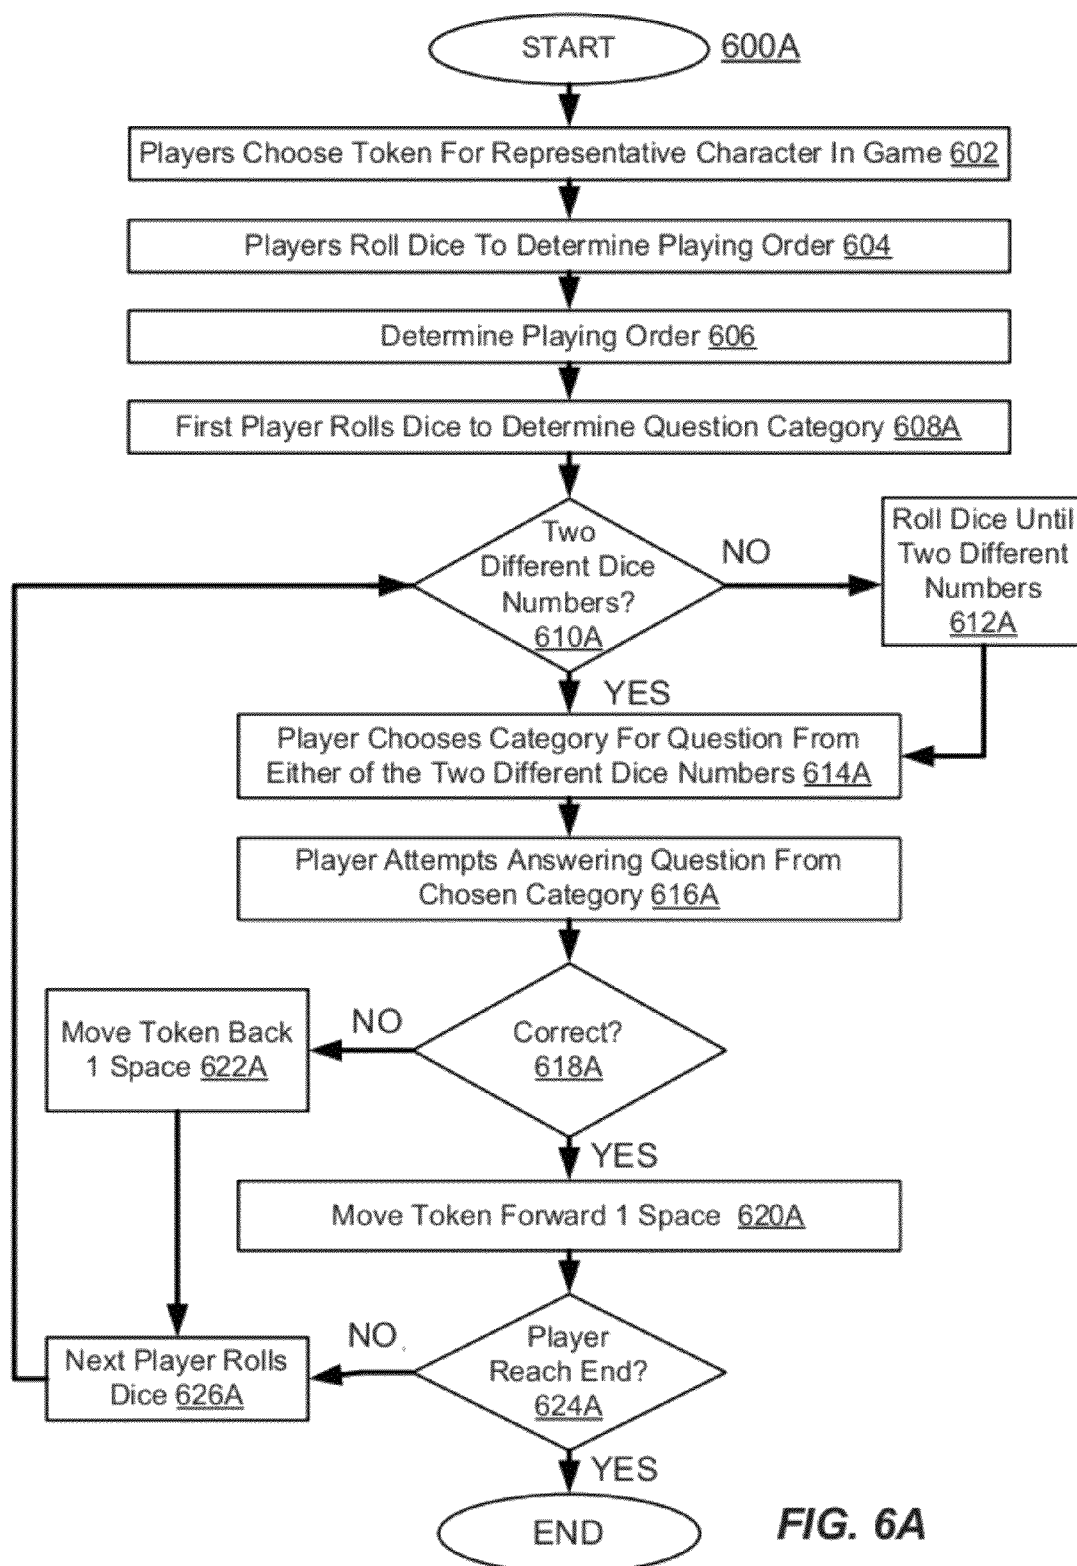 START
600A
Players Choose Token For Representative Character In Game 602
Players Roll Dice To Determine Playing Order 604
Determine Playing Order 606
First Player Rolls Dice to Determine Question Category 608A
Two
Different Dice
Numbers?
610A
NO
Roll Dice Until
Two Different
Numbers
612A
YES
Player Chooses Category For Question From
Either of the Two Different Dice Numbers 614A
Player Attempts Answering Question From
Chosen Category 616A
Correct?
618A
NO
Move Token Back
1 Space 622A
YES
Move Token Forward 1 Space 620A
Player
Reach End?
624A
NO
Next Player Rolls
Dice 626A
YES
END
FIG. 6A